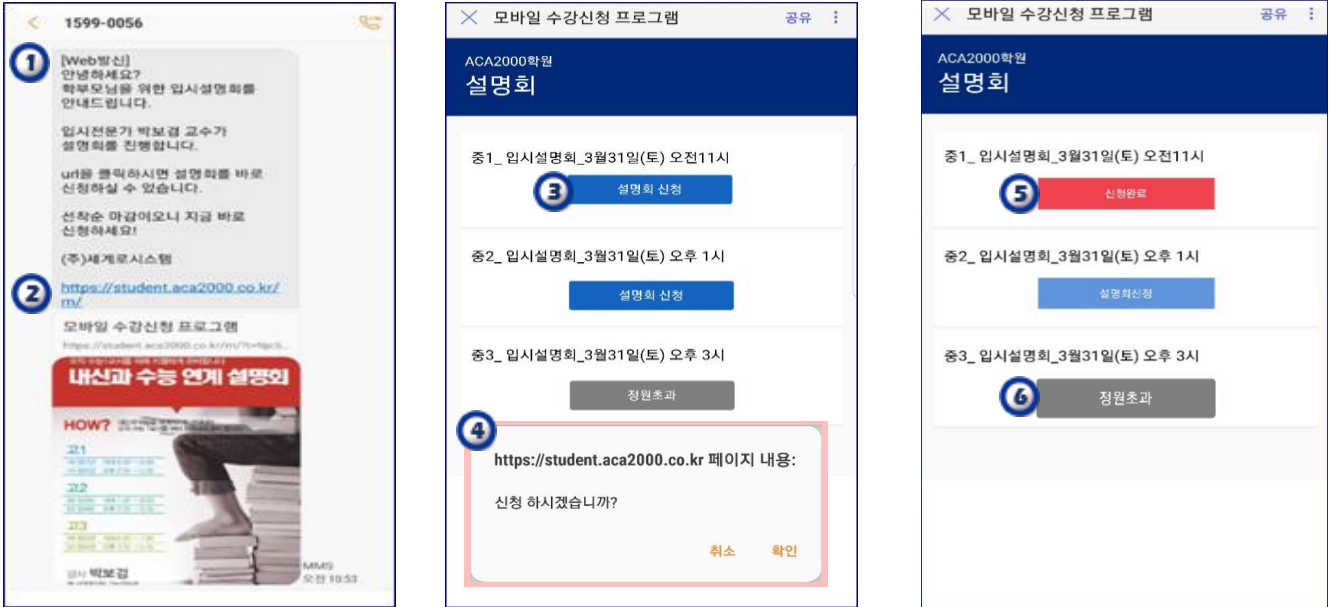 1599-0056
1
[Web발신]
안녕하세요?
학부모님을 위한 입시설명회를
안내드립니다.
입시전문가 박보검 교수가
설명회를 진행합니다.
url을 클릭하시면 설명회를 바로
신청하실 수 있습니다.
선착순 마감이오니 지금 바로
신청하세요!
(주)세계로시스템
2
https://student.aca2000.co.kr/
m/
모바일 수강신청 프로그램
내신과 수능 연계 설명회
HOW?
고1
고2
고3
강사 박보검
MMS
오전 10:53
모바일 수강신청 프로그램
공유
ACA2000학원
설명회
중1_ 입시설명회_3월31일(토) 오전11시
3
설명회 신청
중2_ 입시설명회_3월31일(토) 오후 1시
설명회 신청
중3_ 입시설명회_3월31일(토) 오후 3시
정원초과
4
https://student.aca2000.co.kr 페이지 내용:
신청 하시겠습니까?
취소 확인
모바일 수강신청 프로그램
공유
ACA2000학원
설명회
중1_ 입시설명회_3월31일(토) 오전11시
5
신청완료
중2_ 입시설명회_3월31일(토) 오후 1시
설명회신청
중3_ 입시설명회_3월31일(토) 오후 3시
6
정원초과